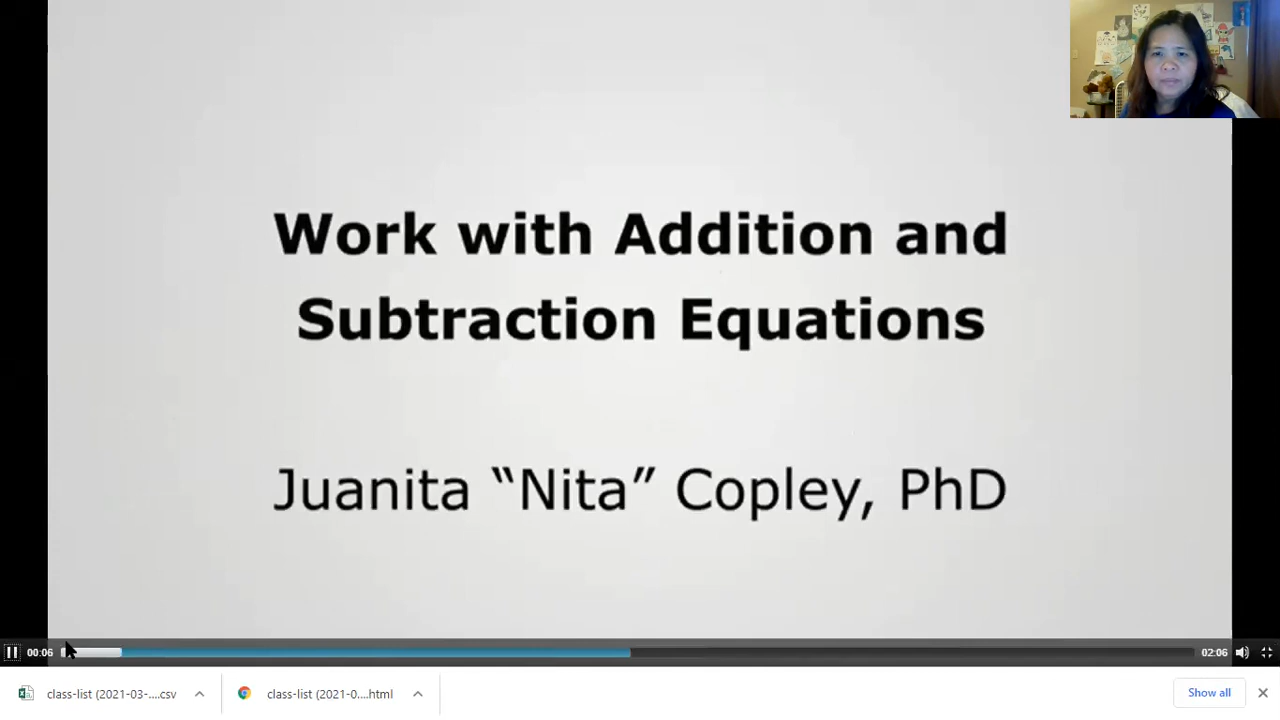 Work with Addition and
Subtraction Equations
Juanita “Nita” Copley, PhD
00:06
02:06
class-list (2021-03-....csv
class-list (2021-0....html
Show all